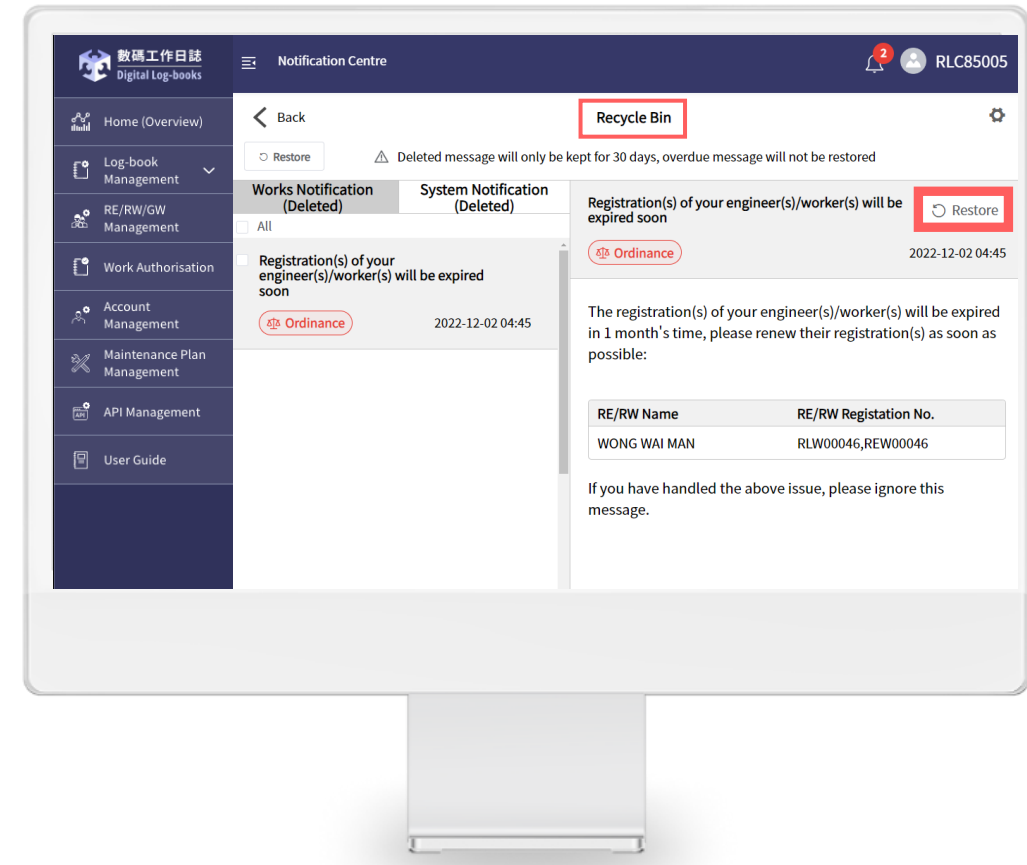 數碼工作日誌
Digital Log-books
Notification Centre
2
RLC85005
Home (Overview)
Log-book
Management
RE/RW/GW
Management
Work Authorisation
Account
Management
Maintenance Plan
Management
API
API Management
User Guide
Back
Recycle Bin
Restore
Deleted message will only be kept for 30 days, overdue message will not be restored
Works Notification
(Deleted)
System Notification
(Deleted)
All
Registration(s) of your
engineer(s)/worker(s) will be expired
soon
Ordinance
2022-12-02 04:45
Registration(s) of your engineer(s)/worker(s) will be
expired soon
Restore
Ordinance
2022-12-02 04:45
The registration(s) of your engineer(s)/worker(s) will be expired
in 1 month's time, please renew their registration(s) as soon as
possible:
RE/RW Name RE/RW Registation No.
WONG WAI MAN RLW00046,REW00046
If you have handled the above issue, please ignore this
message.